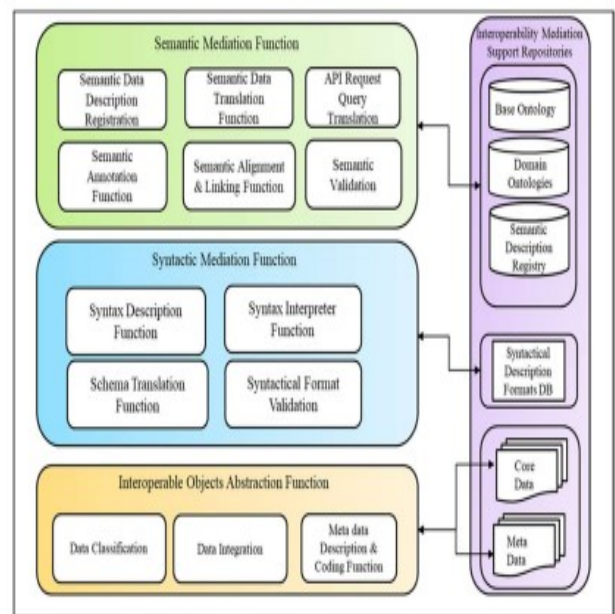 Semantic Mediation Function
Semantic Data
Description
Registration
Semantic Data
Translation
Function
API Request
Query
Translation
Semantic
Annotation
Function
Semantic Alignment
& Linking Function
Semantic
Validation
Syntactic Mediation Function
Syntax Description
Function
Syntax Interpreter
Function
Schema Translation
Function
Syntactical Format
Validation
Interoperable Objects Abstraction Function
Data Classification
Data Integration
Meta data
Description &
Coding Function
Interoperability Mediation
Support Repositories
Base Ontology
Domain
Ontologies
Semantic
Description
Registry
Syntactical
Description
Formats DB
Core
Data
Meta
Data